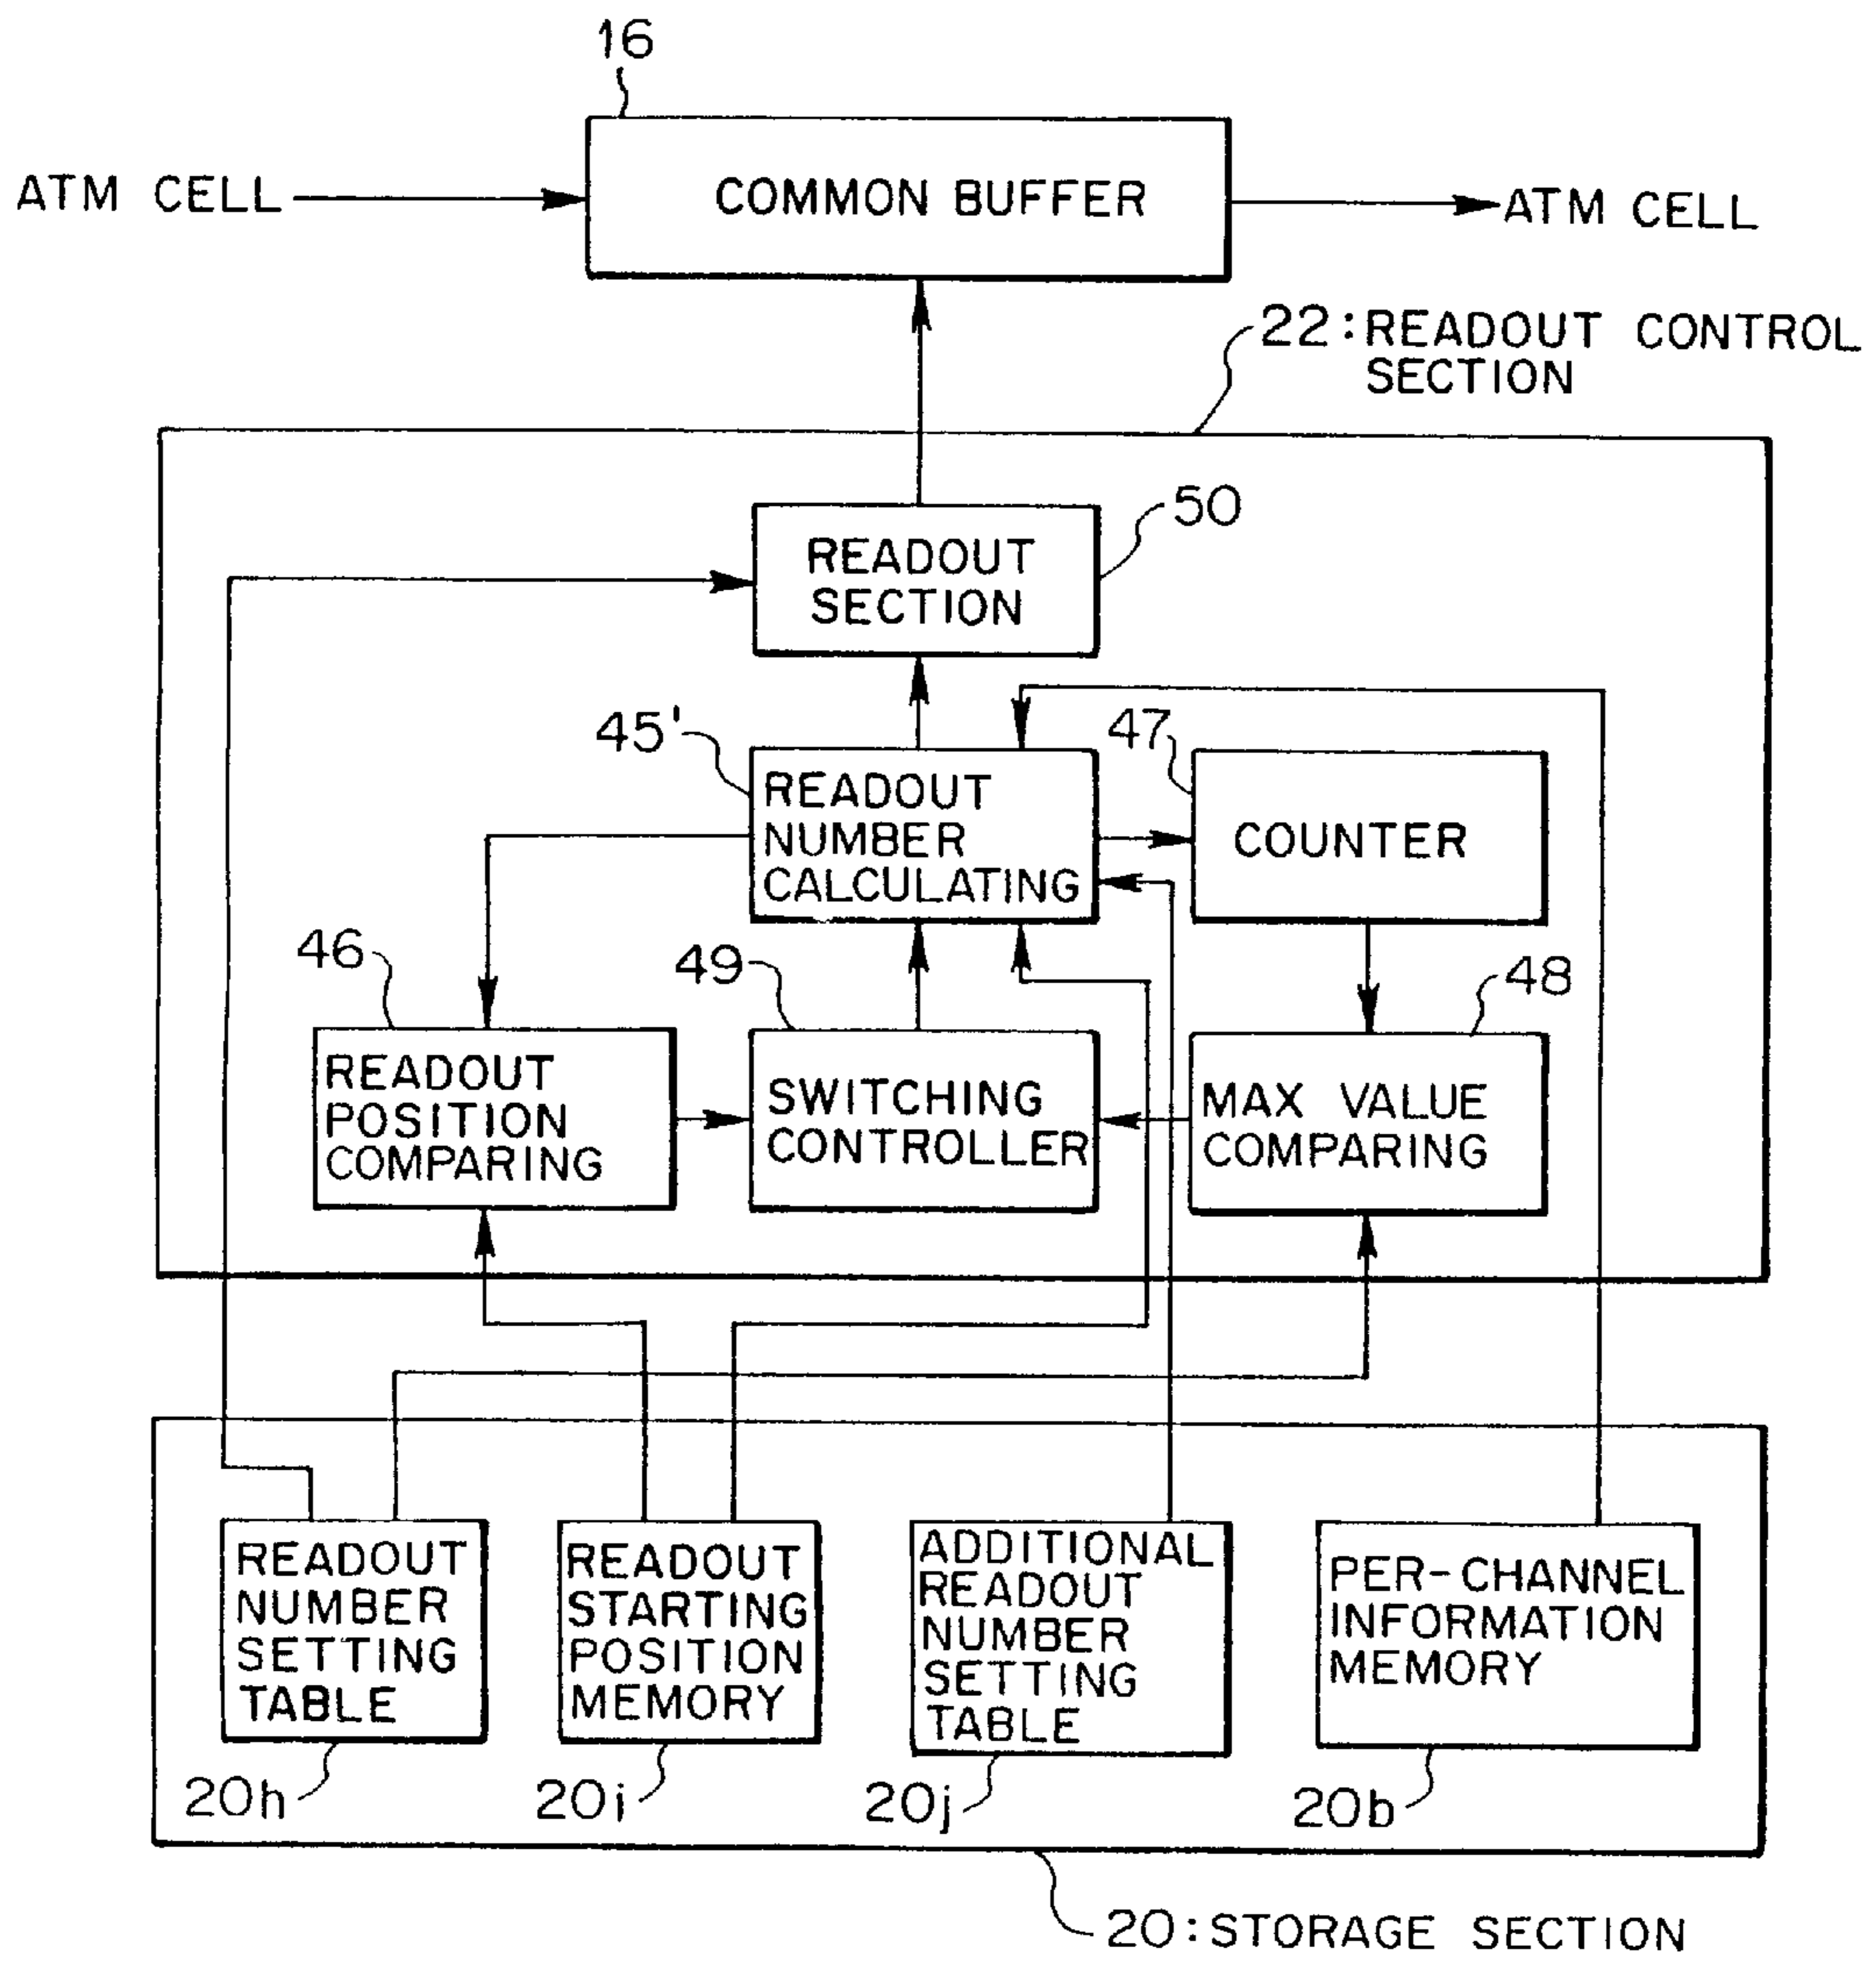 16
ATM CELL
COMMON BUFFER
ATM CELL
22:READOUT CONTROL
SECTION
50
READOUT
SECTION
45'
READOUT
NUMBER
CALCULATING
47
COUNTER
46
READOUT
POSITION
COMPARING
49
SWITCHING
CONTROLLER
48
MAX VALUE
COMPARING
READOUT
NUMBER
SETTING
TABLE
20h
READOUT
STARTING
POSITION
MEMORY
20i
ADDITIONAL
READOUT
NUMBER
SETTING
TABLE
20j
PER-CHANNEL
INFORMATION
MEMORY
20b
20:STORAGE SECTION